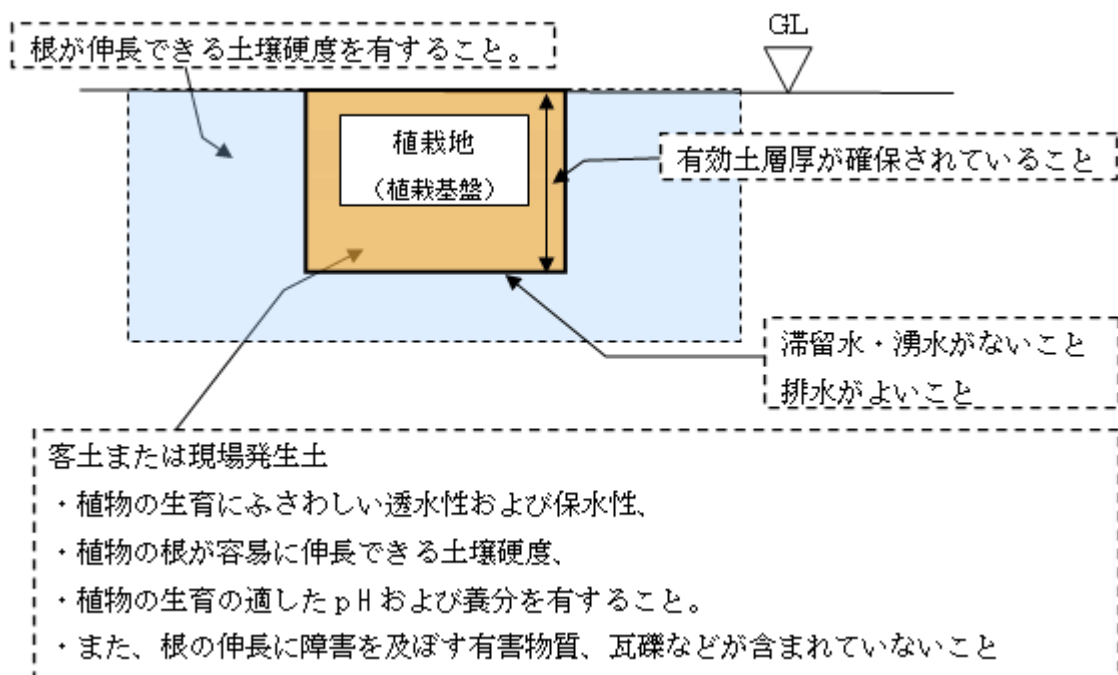 GL
根が伸長できる土壌硬度を有すること。
植栽地
（植栽基盤）
有効土層厚が確保されていること
滞留水・湧水がないこと
排水がよいこと
客土または現場発生土
・植物の生育にふさわしい透水性および保水性、
・植物の根が容易に伸長できる土壌硬度、
・植物の生育の適したｐＨおよび養分を有すること。
・また、根の伸長に障害を及ぼす有害物質、瓦礫などが含まれていないこと